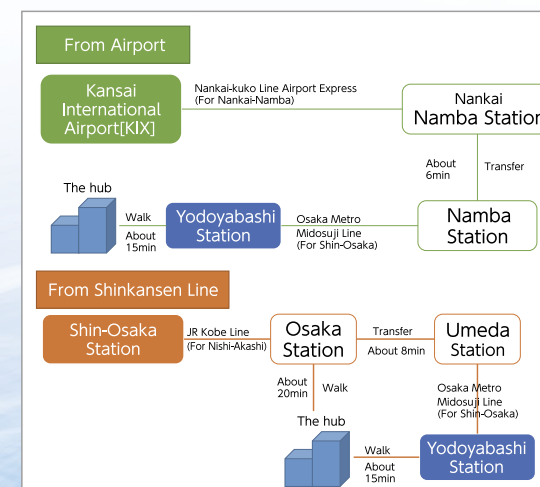 From Airport
Kansai
International
Airport[KIX]
Nankai-kuko Line Airport Express
(For Nankai-Namba)
Nankai
Namba Station
About
6min
Transfer
The hub
Walk
About
15min
Yodoyabashi
Station
Osaka Metro
Midosuji Line
(For Shin-Osaka)
Namba
Station
From Shinkansen Line
Shin-Osaka
Station
JR Kobe Line
(For Nishi-Akashi)
Osaka
Station
Transfer
About 8min
Umeda
Station
About
20min
Walk
Osaka Metro
Midosuji Line
(For Shin-Osaka)
The hub
Walk
About
15min
Yodoyabashi
Station